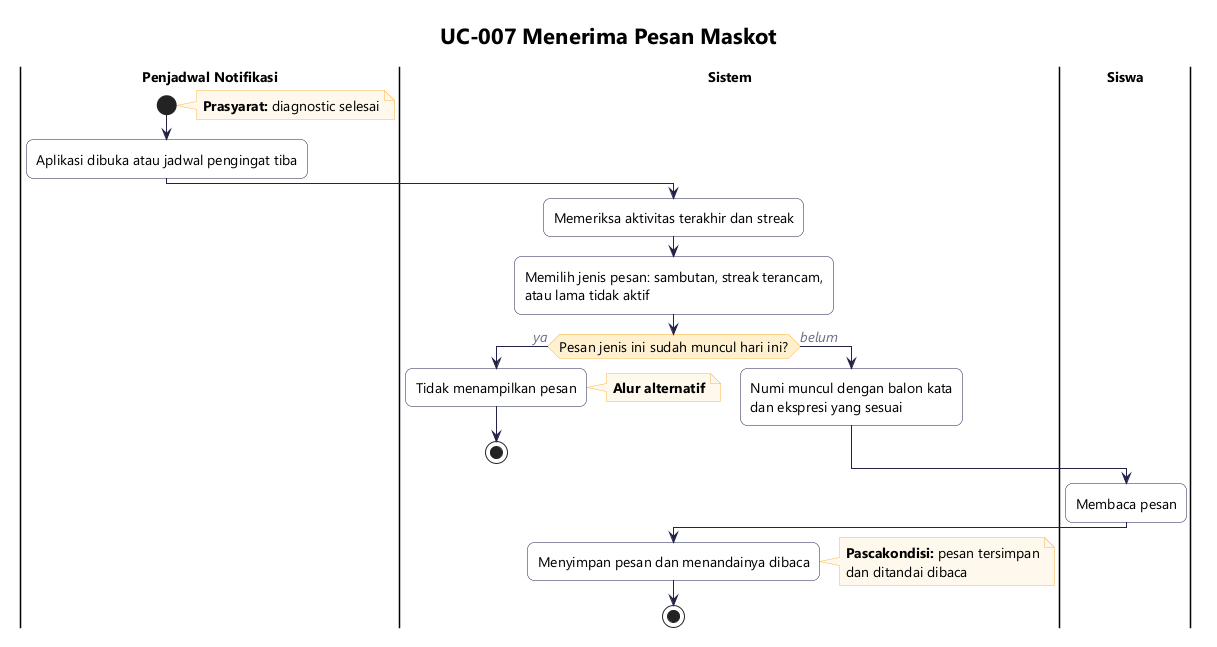 UC-007 Menerima Pesan Maskot
Penjadwal Notifikasi
Sistem
Siswa
Prasyarat: diagnostic selesai
Aplikasi dibuka atau jadwal pengingat tiba
Memeriksa aktivitas terakhir dan streak
Memilih jenis pesan: sambutan, streak terancam,
atau lama tidak aktif
ya
Pesan jenis ini sudah muncul hari ini?
belum
Tidak menampilkan pesan
Alur alternatif
Numi muncul dengan balon kata
dan ekspresi yang sesuai
Membaca pesan
Menyimpan pesan dan menandainya dibaca
Pascakondisi: pesan tersimpan
dan ditandai dibaca